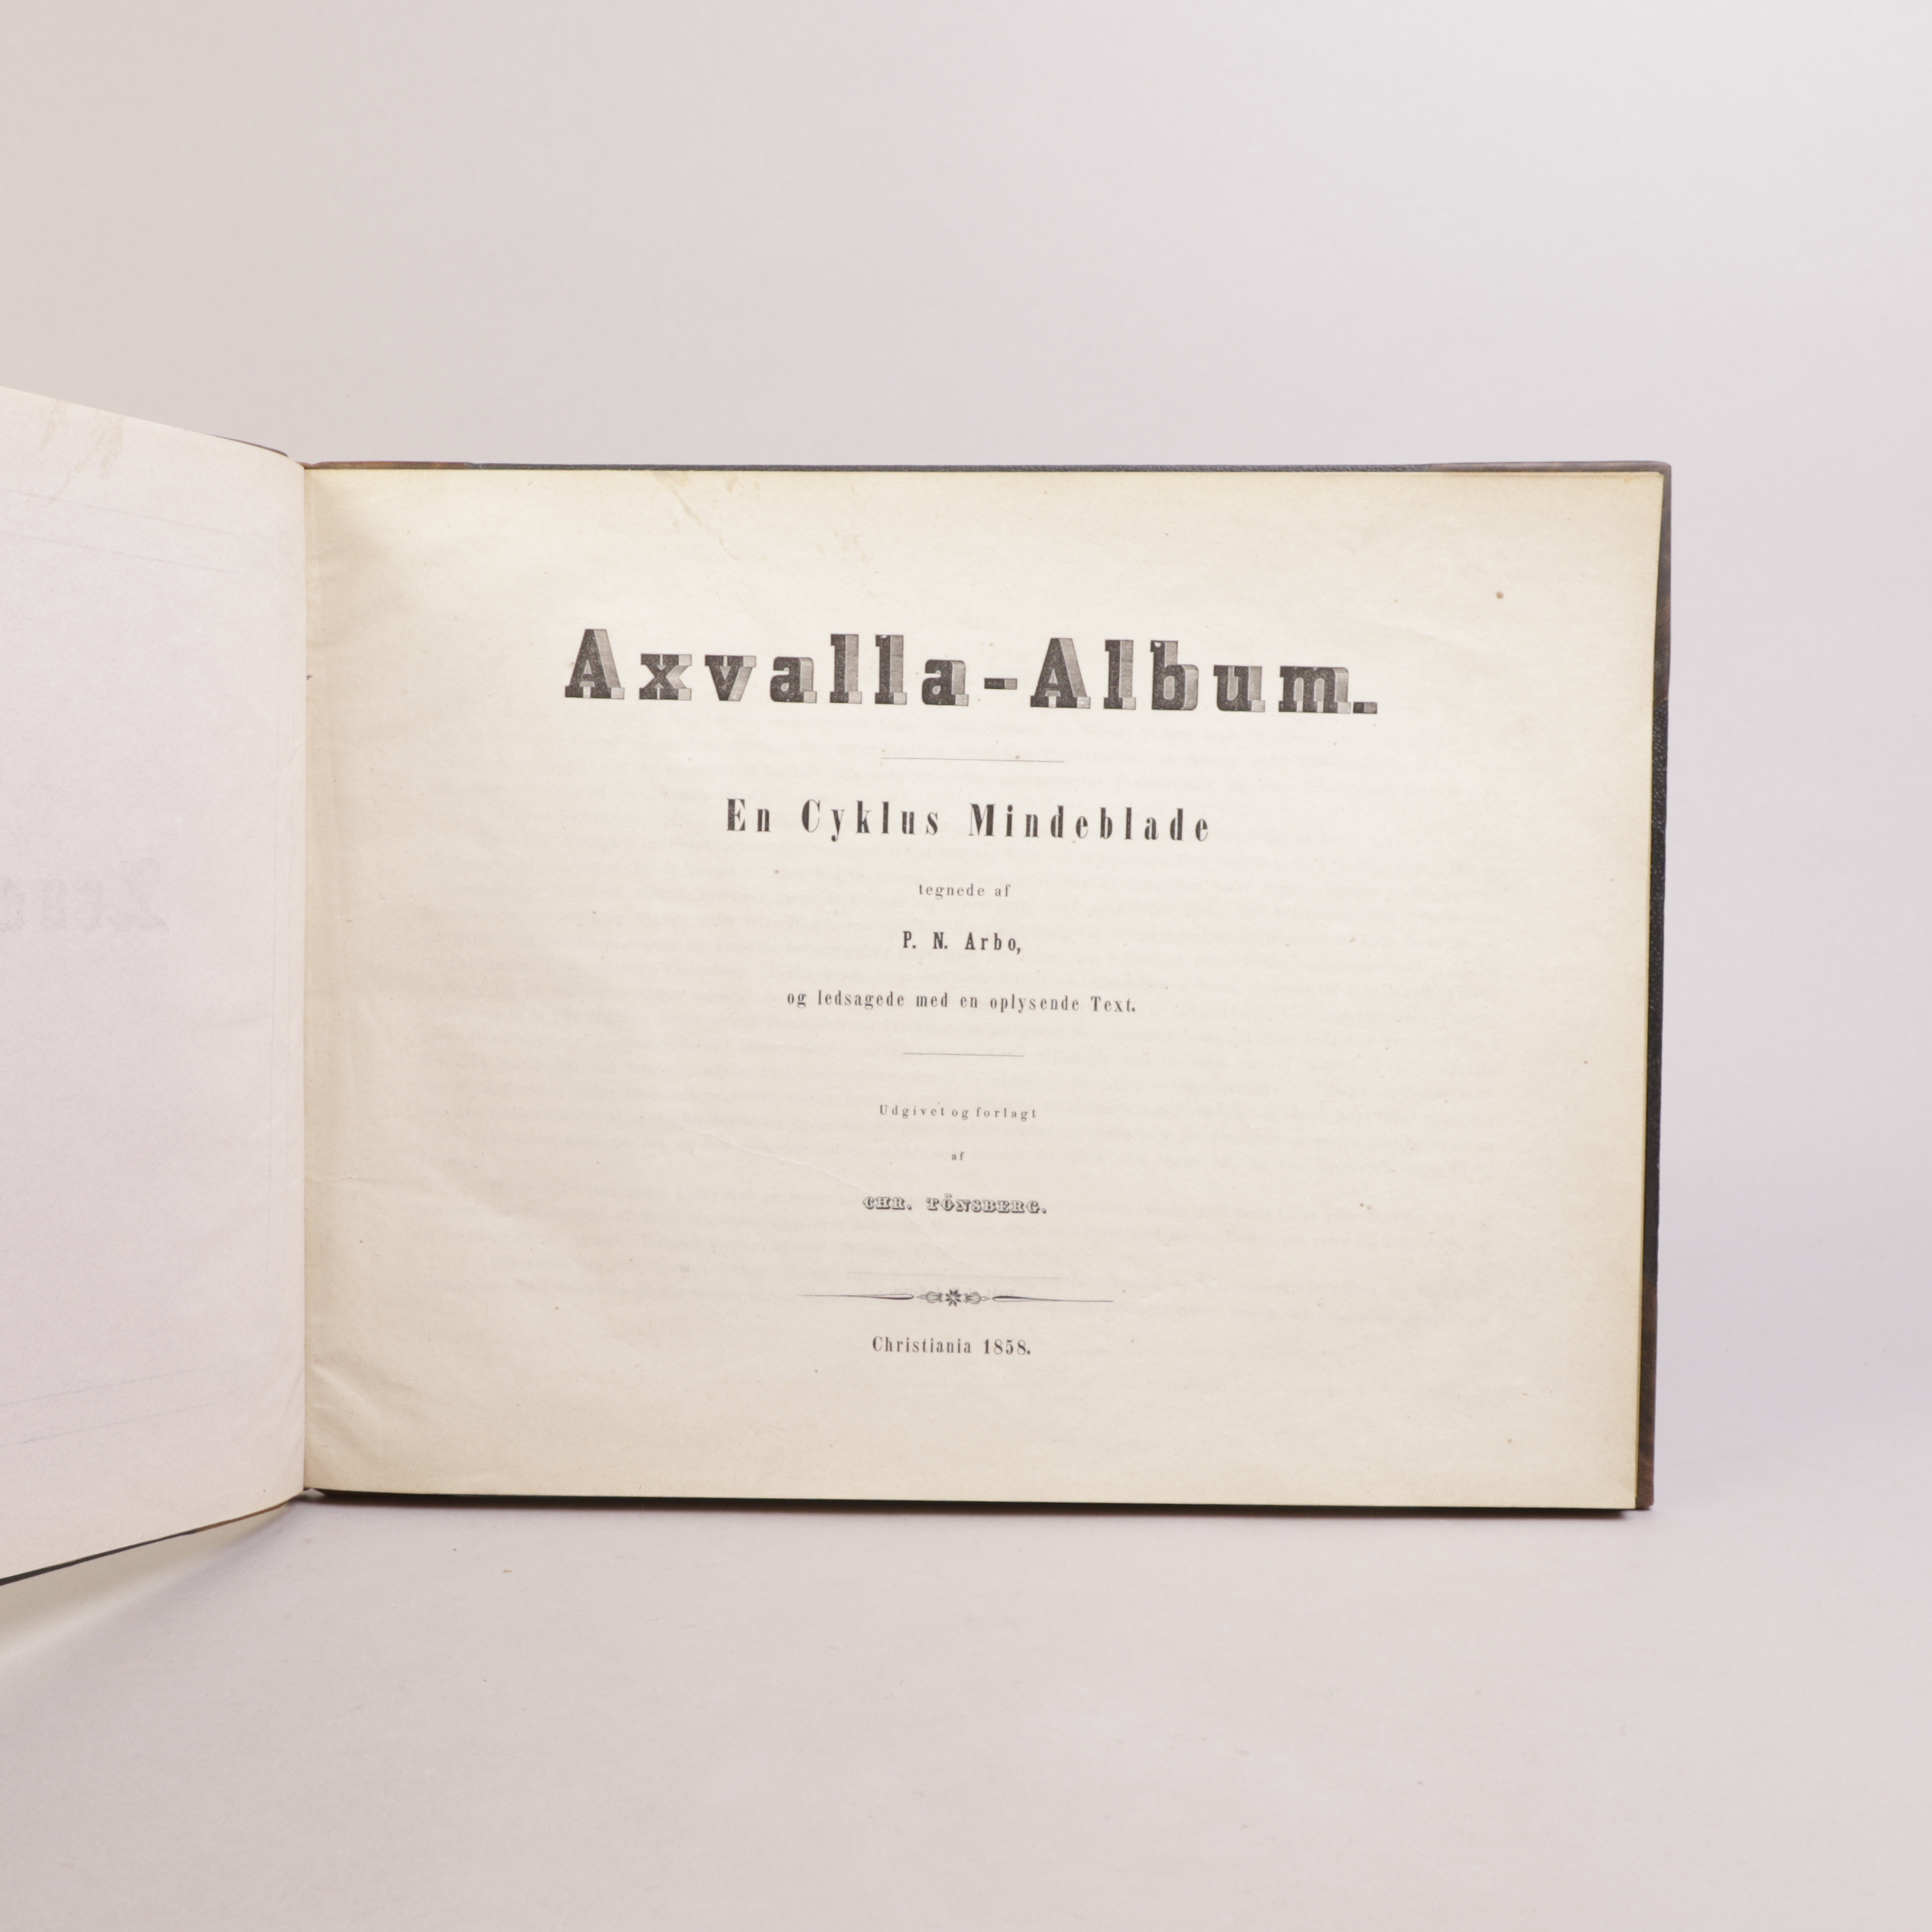 Axvalla-Album.
En Cyklus Mindeblade
tegnede af
P. N. Arbo,
og ledsagede med en oplysende Text.
Udgivet og forlagt
af
CHR. TÖNSBERG.
Christiania 1858.